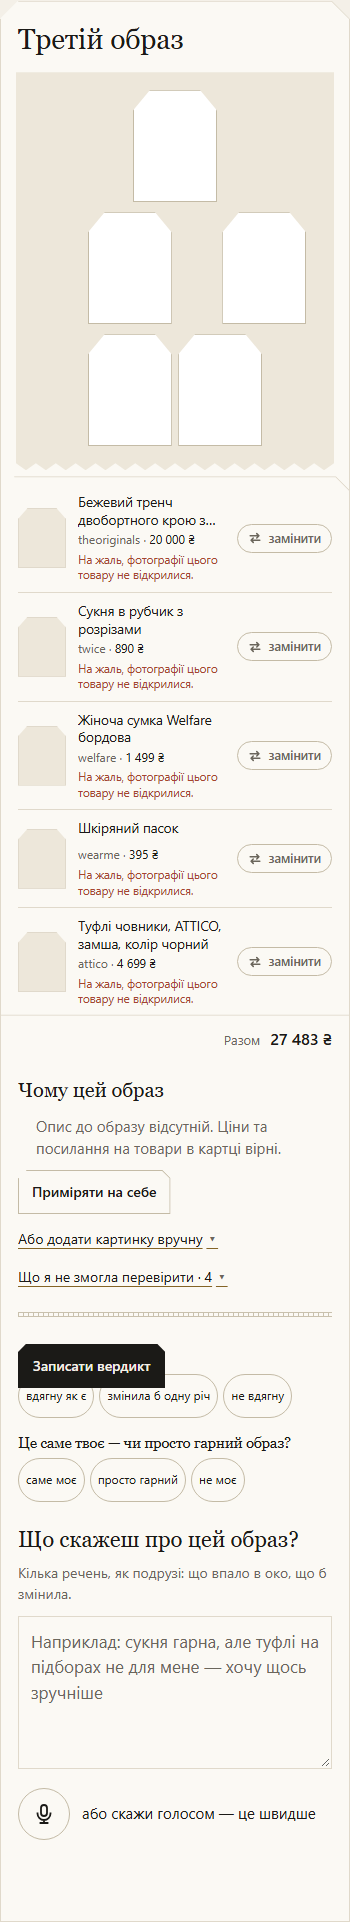 Третій образ
Бежевий тренч
двобортного крою з...
theoriginals · 20 000 ₴
На жаль, фотографії цього
товару не відкрилися.
замінити
Сукня в рубчик з
розрізами
twice · 890 ₴
На жаль, фотографії цього
товару не відкрилися.
замінити
Жіноча сумка Welfare
бордова
welfare · 1 499 ₴
На жаль, фотографії цього
товару не відкрилися.
замінити
Шкіряний пасок
wearme · 395 ₴
На жаль, фотографії цього
товару не відкрилися.
замінити
Туфлі човники, ATTICO,
замша, колір чорний
attico · 4 699 ₴
На жаль, фотографії цього
товару не відкрилися.
замінити
Разом 27 483 ₴
Чому цей образ
Опис до образу відсутній. Ціни та
посилання на товари в картці вірні.
Приміряти на себе
Або додати картинку вручну
Що я не змогла перевірити · 4
Записати вердикт
вдягну як є
змінила б одну річ
не вдягну
Це саме твоє — чи просто гарний образ?
саме моє
просто гарний
не моє
Що скажеш про цей образ?
Кілька речень, як подрузі: що впало в око, що б
змінила.
Наприклад: сукня гарна, але туфлі на
підборах не для мене — хочу щось
зручніше
або скажи голосом — це швидше